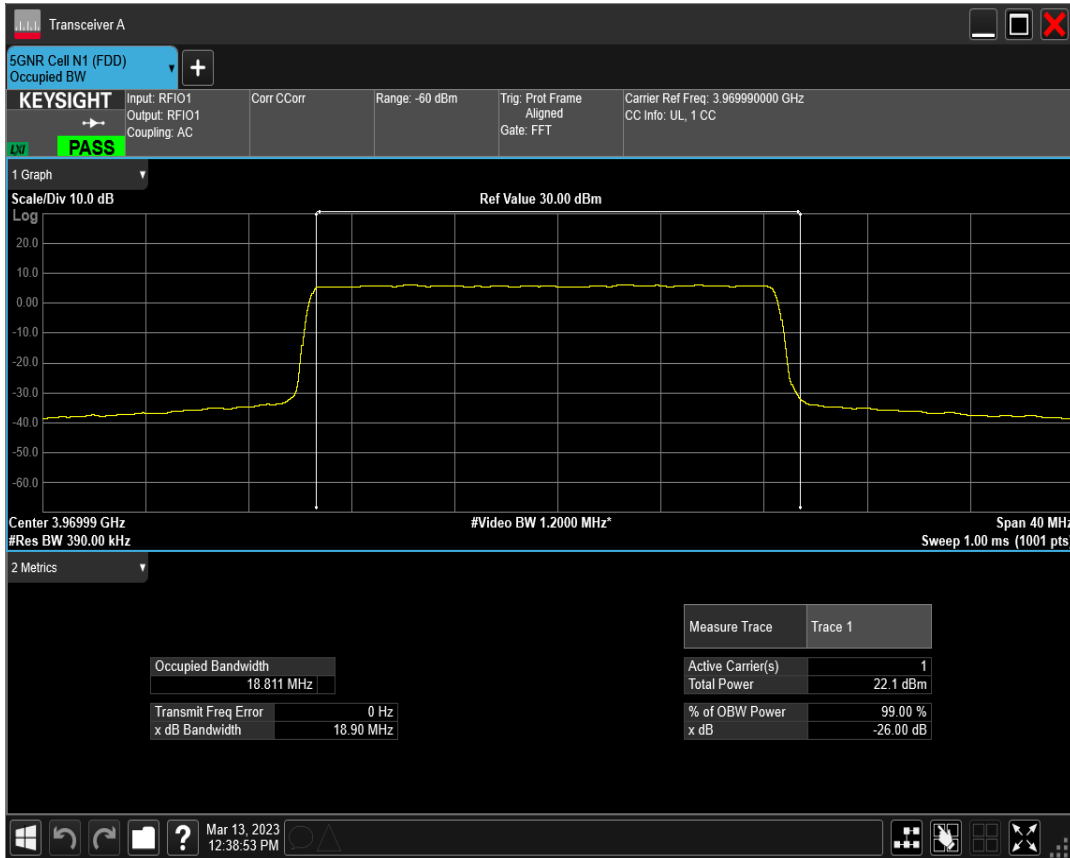 Transceiver A
5GNR Cell N1 (FDD)
Occupied BW
+
KEYSIGHT
LXI
PASS
Input: RFIO1
Output: RFIO1
Coupling: AC
Corr CCorr
Range: -60 dBm
Trig: Prot Frame
Aligned
Gate: FFT
Carrier Ref Freq: 3.969990000 GHz
CC Info: UL, 1 CC
1 Graph
Scale/Div 10.0 dB
Ref Value 30.00 dBm
Log
20.0
10.0
0.00
-10.0
-20.0
-30.0
-40.0
-50.0
-60.0
Center 3.96999 GHz
#Video BW 1.2000 MHz*
Span 40 MHz
#Res BW 390.00 kHz
Sweep 1.00 ms (1001 pts)
2 Metrics
Measure Trace Trace 1
Occupied Bandwidth
18.811 MHz
Active Carrier(s) 1
Total Power 22.1 dBm
Transmit Freq Error 0 Hz
x dB Bandwidth 18.90 MHz
% of OBW Power 99.00 %
x dB -26.00 dB
?
Mar 13, 2023
12:38:53 PM